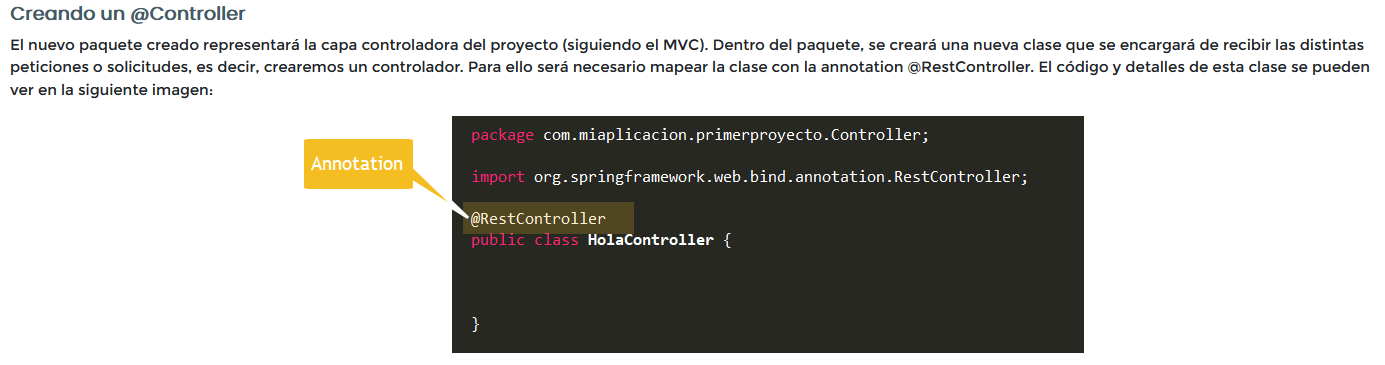 Creando un @Controller
El nuevo paquete creado representará la capa controladora del proyecto (siguiendo el MVC). Dentro del paquete, se creará una nueva clase que se encargará de recibir las distintas
peticiones o solicitudes, es decir, crearemos un controlador. Para ello será necesario mapear la clase con la annotation @RestController. El código y detalles de esta clase se pueden
ver en la siguiente imagen:
package com.miaplicacion.primerproyecto.Controller;
Annotation
import org.springframework.web.bind.annotation.RestController;
@RestController
public class HolaController {
}